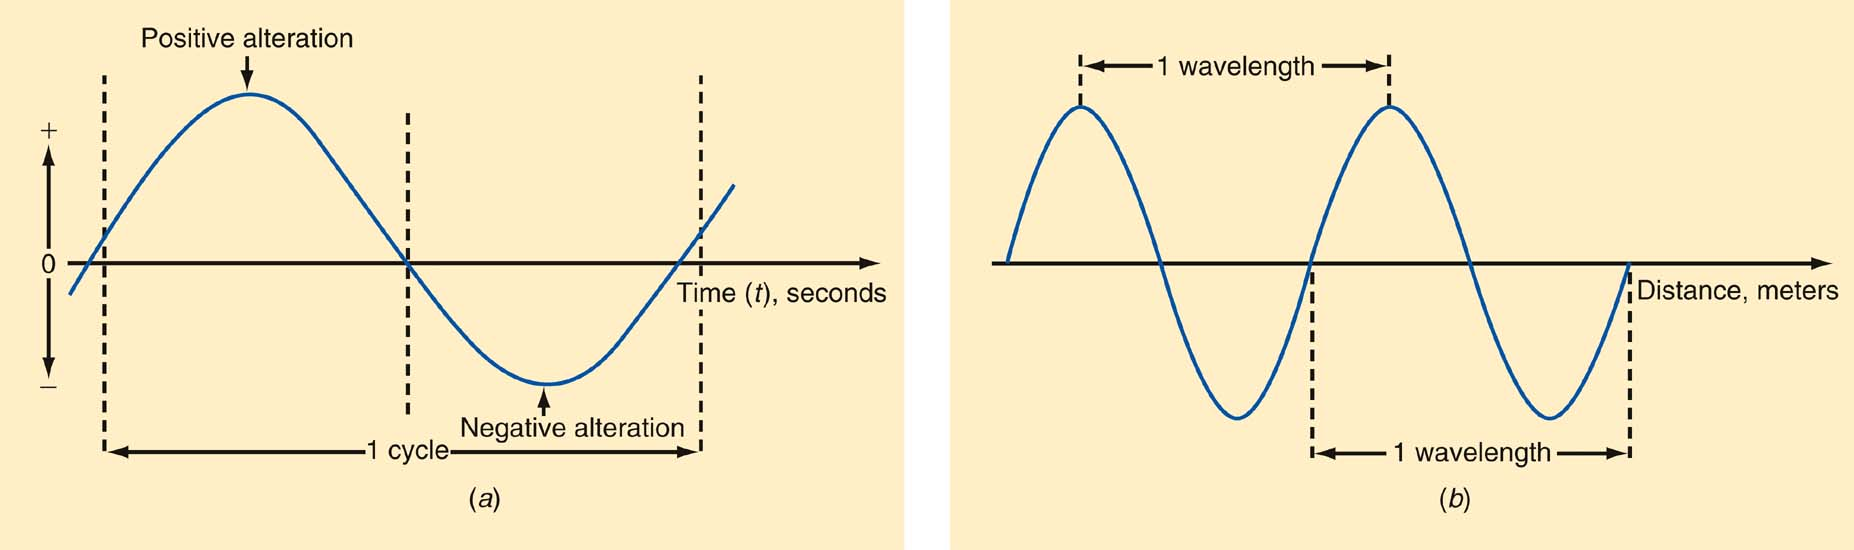 Positive alteration
+
0
−
Time (t), seconds
Negative alteration
1 cycle
(a)
1 wavelength
Distance, meters
1 wavelength
(b)